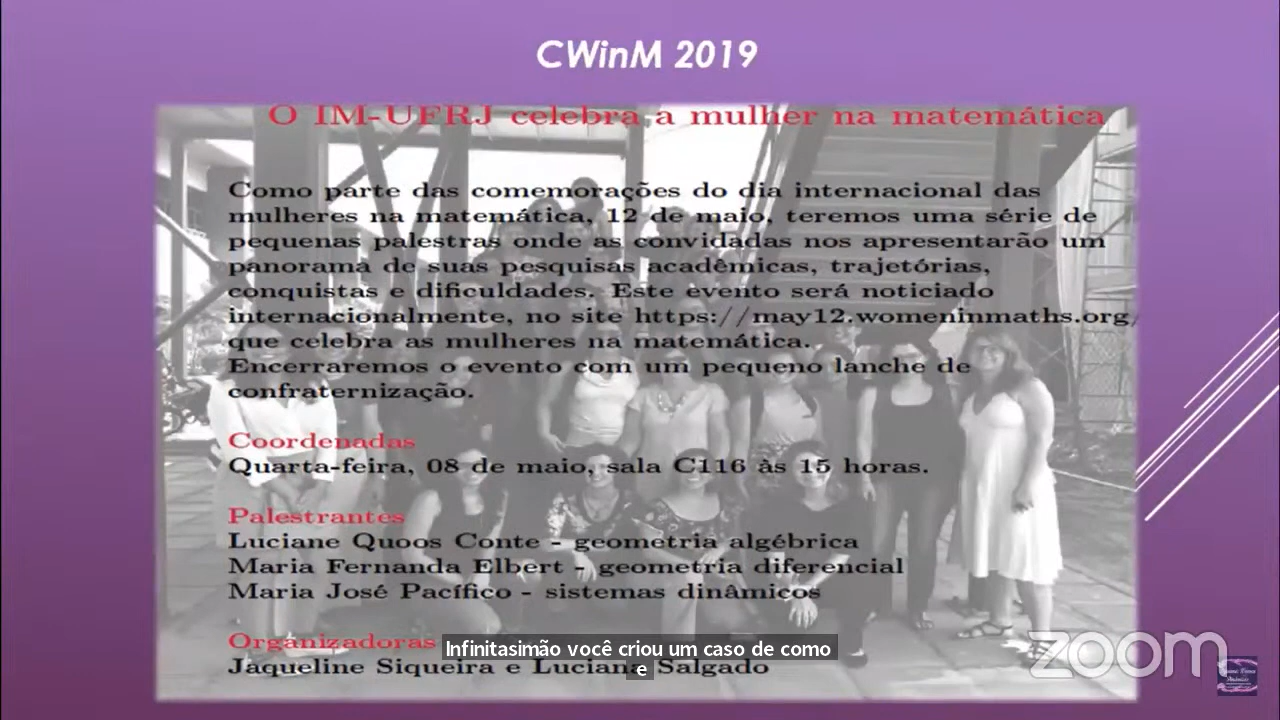 CWinM 2019
O IM-UFRJ celebra a mulher na matemática
Como parte das comemorações do dia internacional das
mulheres na matemática, 12 de maio, teremos uma série de
pequenas palestras onde as convidadas nos apresentarão um
panorama de suas pesquisas acadêmicas, trajetórias,
conquistas e dificuldades. Este evento será noticiado
internacionalmente, no site https://may12.womeninmaths.org/
que celebra as mulheres na matemática.
Encerraremos o evento com um pequeno lanche de
confraternização.
Coordenadas
Quarta-feira, 08 de maio, sala C116 às 15 horas.
Palestrantes
Luciane Quoos Conte - geometria algébrica
Maria Fernanda Elbert - geometria diferencial
Maria José Pacífico - sistemas dinâmicos
Organizadoras
Infinitasimão você criou um caso de como
e
Jaqueline Siqueira e Luciana Salgado
zoom